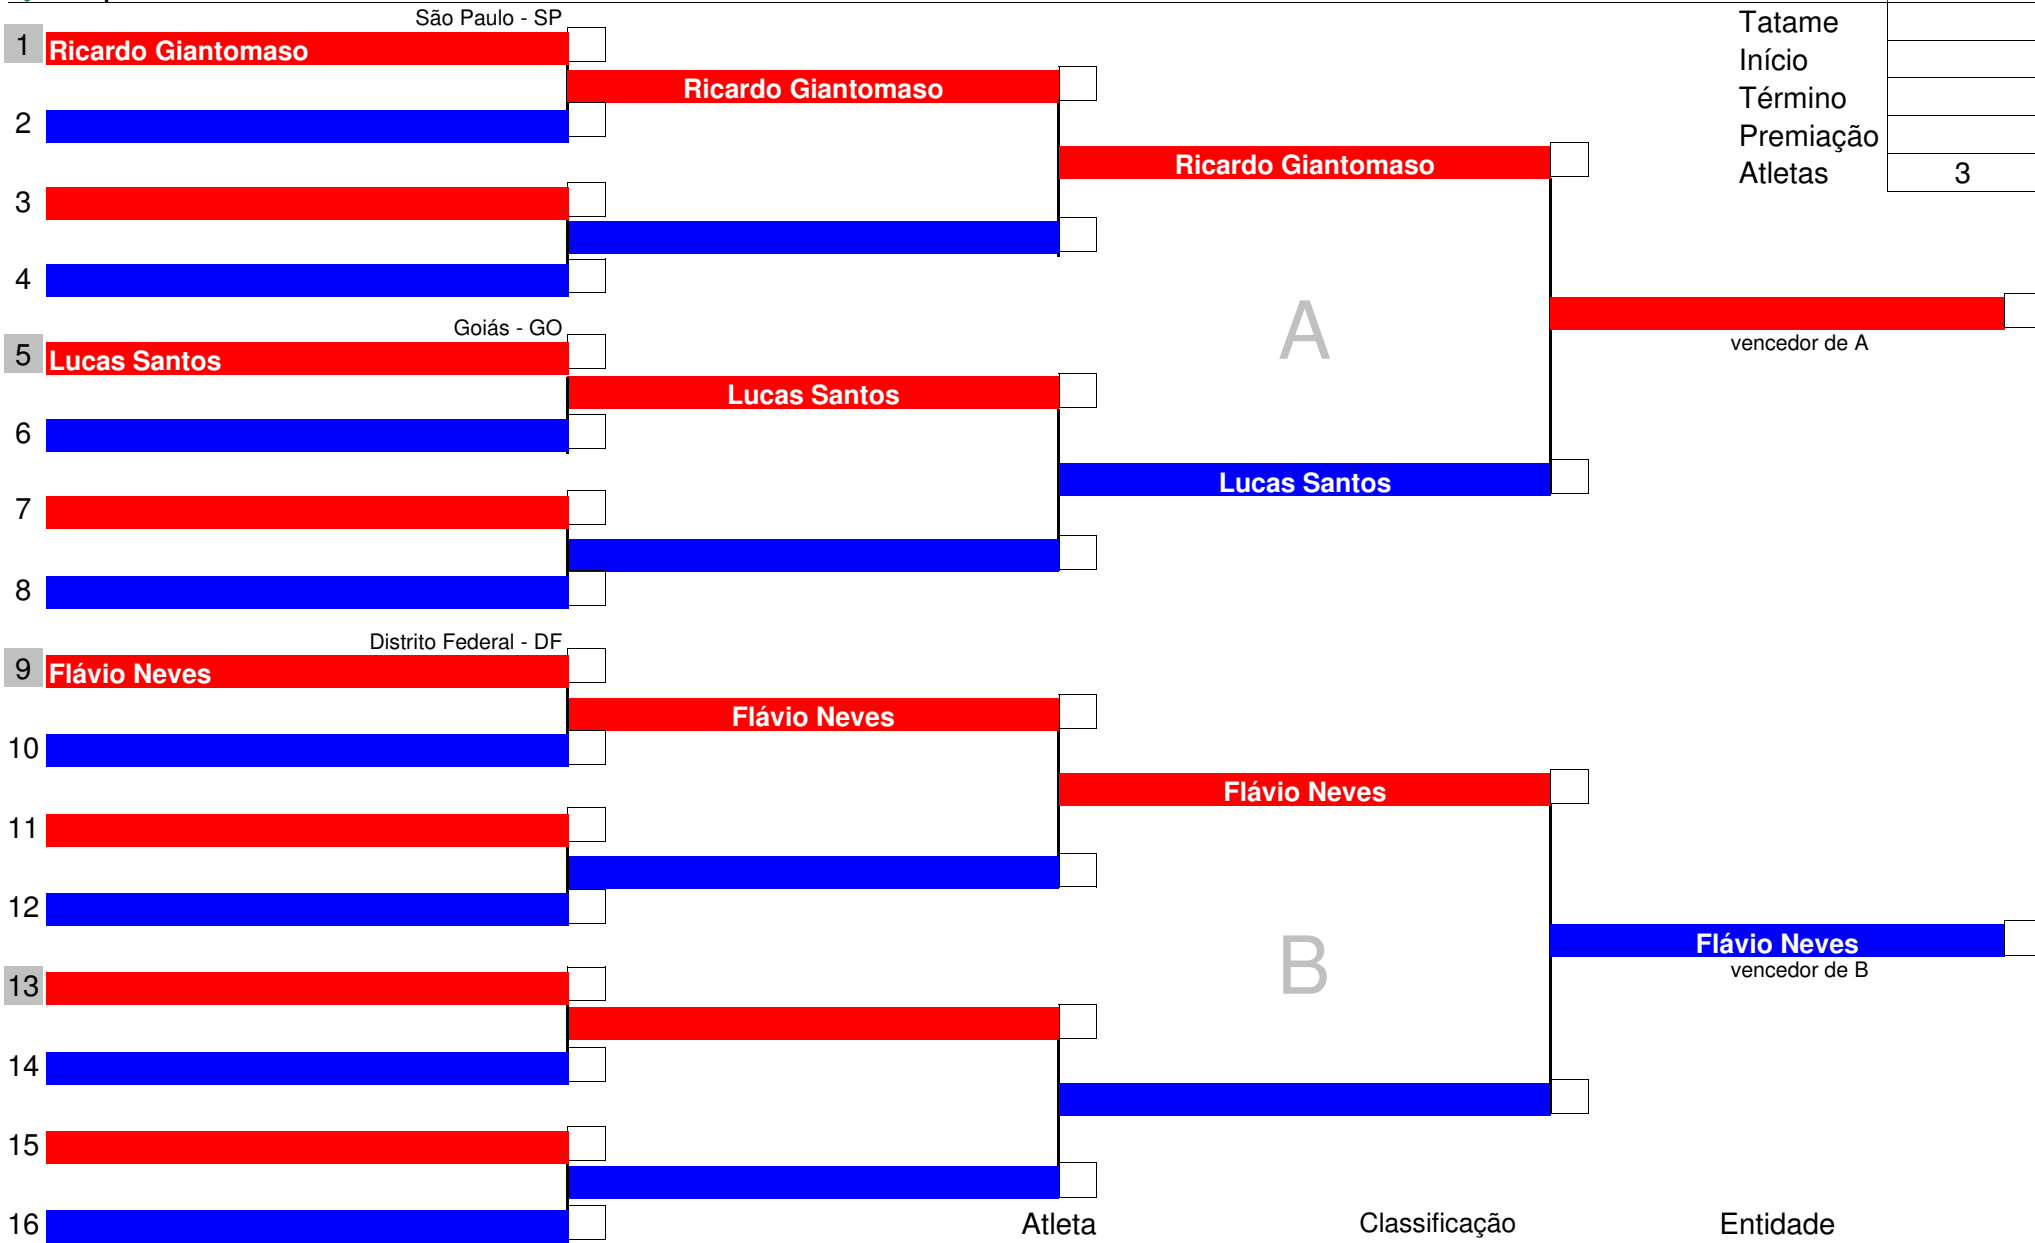 São Paulo - SP
1 Ricardo Giantomaso
Ricardo Giantomaso
2
Ricardo Giantomaso
3
4
Tatame
Início
Término
Premiação
Atletas 3
Goiás - GO
5 Lucas Santos
Lucas Santos
6
Lucas Santos
7
8
A
vencedor de A
Distrito Federal - DF
9 Flávio Neves
Flávio Neves
10
Flávio Neves
11
12
B
Flávio Neves
vencedor de B
13
14
15
16
Atleta Classificação Entidade